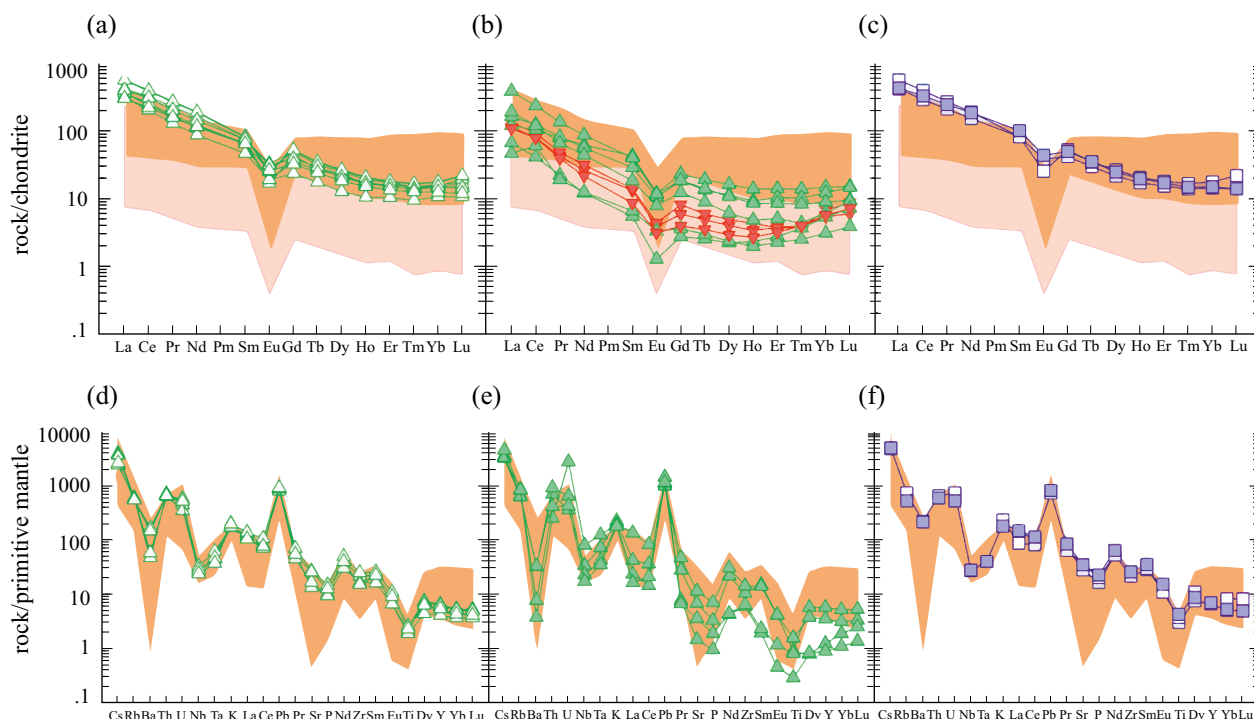 (a) (b) (c)
rock/chondrite
1000
100
10
1
.1
La Ce Pr Nd Pm Sm Eu Gd Tb Dy Ho Er Tm Yb Lu
La Ce Pr Nd Pm Sm Eu Gd Tb Dy Ho Er Tm Yb Lu
La Ce Pr Nd Pm Sm Eu Gd Tb Dy Ho Er Tm Yb Lu
(d) (e) (f)
rock/primitive mantle
10000
1000
100
10
1
.1
Cs Rb Ba Th U Nb Ta K La Ce Pb Pr Sr P Nd Zr Sm Eu Ti Dy Y Yb Lu
Cs Rb Ba Th U Nb Ta K La Ce Pb Pr Sr P Nd Zr Sm Eu Ti Dy Y Yb Lu
Cs Rb Ba Th U Nb Ta K La Ce Pb Pr Sr P Nd Zr Sm Eu Ti Dy Y Yb Lu